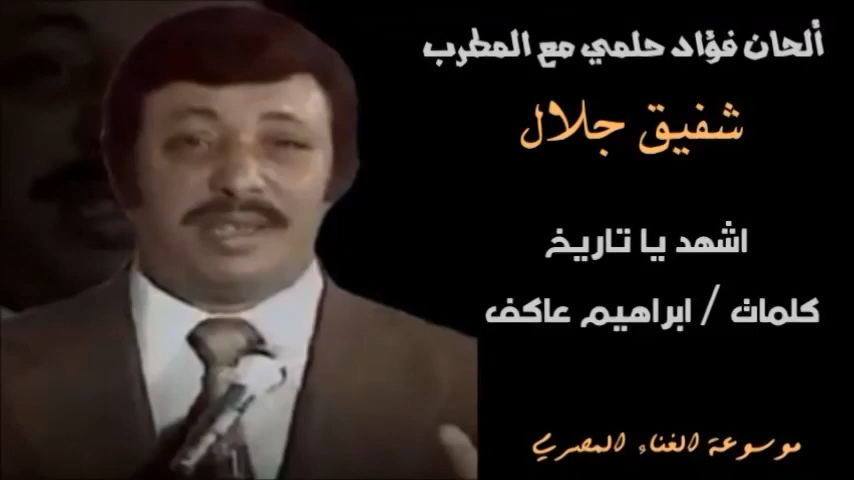 ألحان فؤاد حلمي مع المطرب
شفيق جلال
اشهد يا تاريخ
كلمات / ابراهيم عاكف
موسوعة الغناء المصري